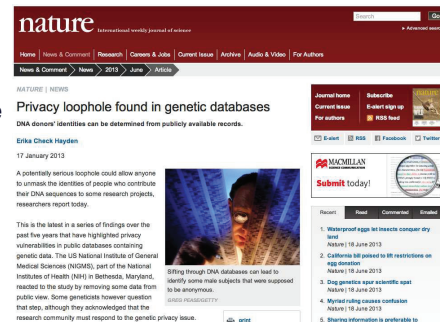 e
nature International weekly journal of science
Search
Go
Advanced search
Home | News & Comment | Research | Careers & Jobs | Current Issue | Archive | Audio & Video | For Authors
News & Comment News 2013 June Article
NATURE | NEWS
Privacy loophole found in genetic databases
DNA donors' identities can be determined from publicly available records.
Erika Check Hayden
17 January 2013
A potentially serious loophole could allow anyone
to unmask the identities of people who contribute
their DNA sequences to some research projects,
researchers report today.
This is the latest in a series of findings over the
past five years that have highlighted privacy
vulnerabilities in public databases containing
genetic data. The US National Institute of General
Medical Sciences (NIGMS), part of the National
Institutes of Health (NIH) in Bethesda, Maryland,
reacted to the study by removing some data from
public view. Some geneticists however question
that step, although they acknowledged that the
research community must respond to the genetic privacy issue.
Sifting through DNA databases can lead to
identify some male subjects that were supposed
to be anonymous.
GREG PEASE/GETTY
print
Journal home
Current issue
For authors
Subscribe
E-alert sign up
RSS feed
nature
E-alert
RSS
Facebook
Twitter
MACMILLAN
SCIENCE COMMUNICATION
Submit today!
Recent
Read
Commented
Emailed
1. Waterproof eggs let insects conquer dry
land
Nature | 18 June 2013
2. California bill poised to lift restrictions on
egg donation
Nature | 18 June 2013
3. Dog genetics spur scientific spat
Nature | 18 June 2013
4. Myriad ruling causes confusion
Nature | 18 June 2013
5. Sharing information is preferable to